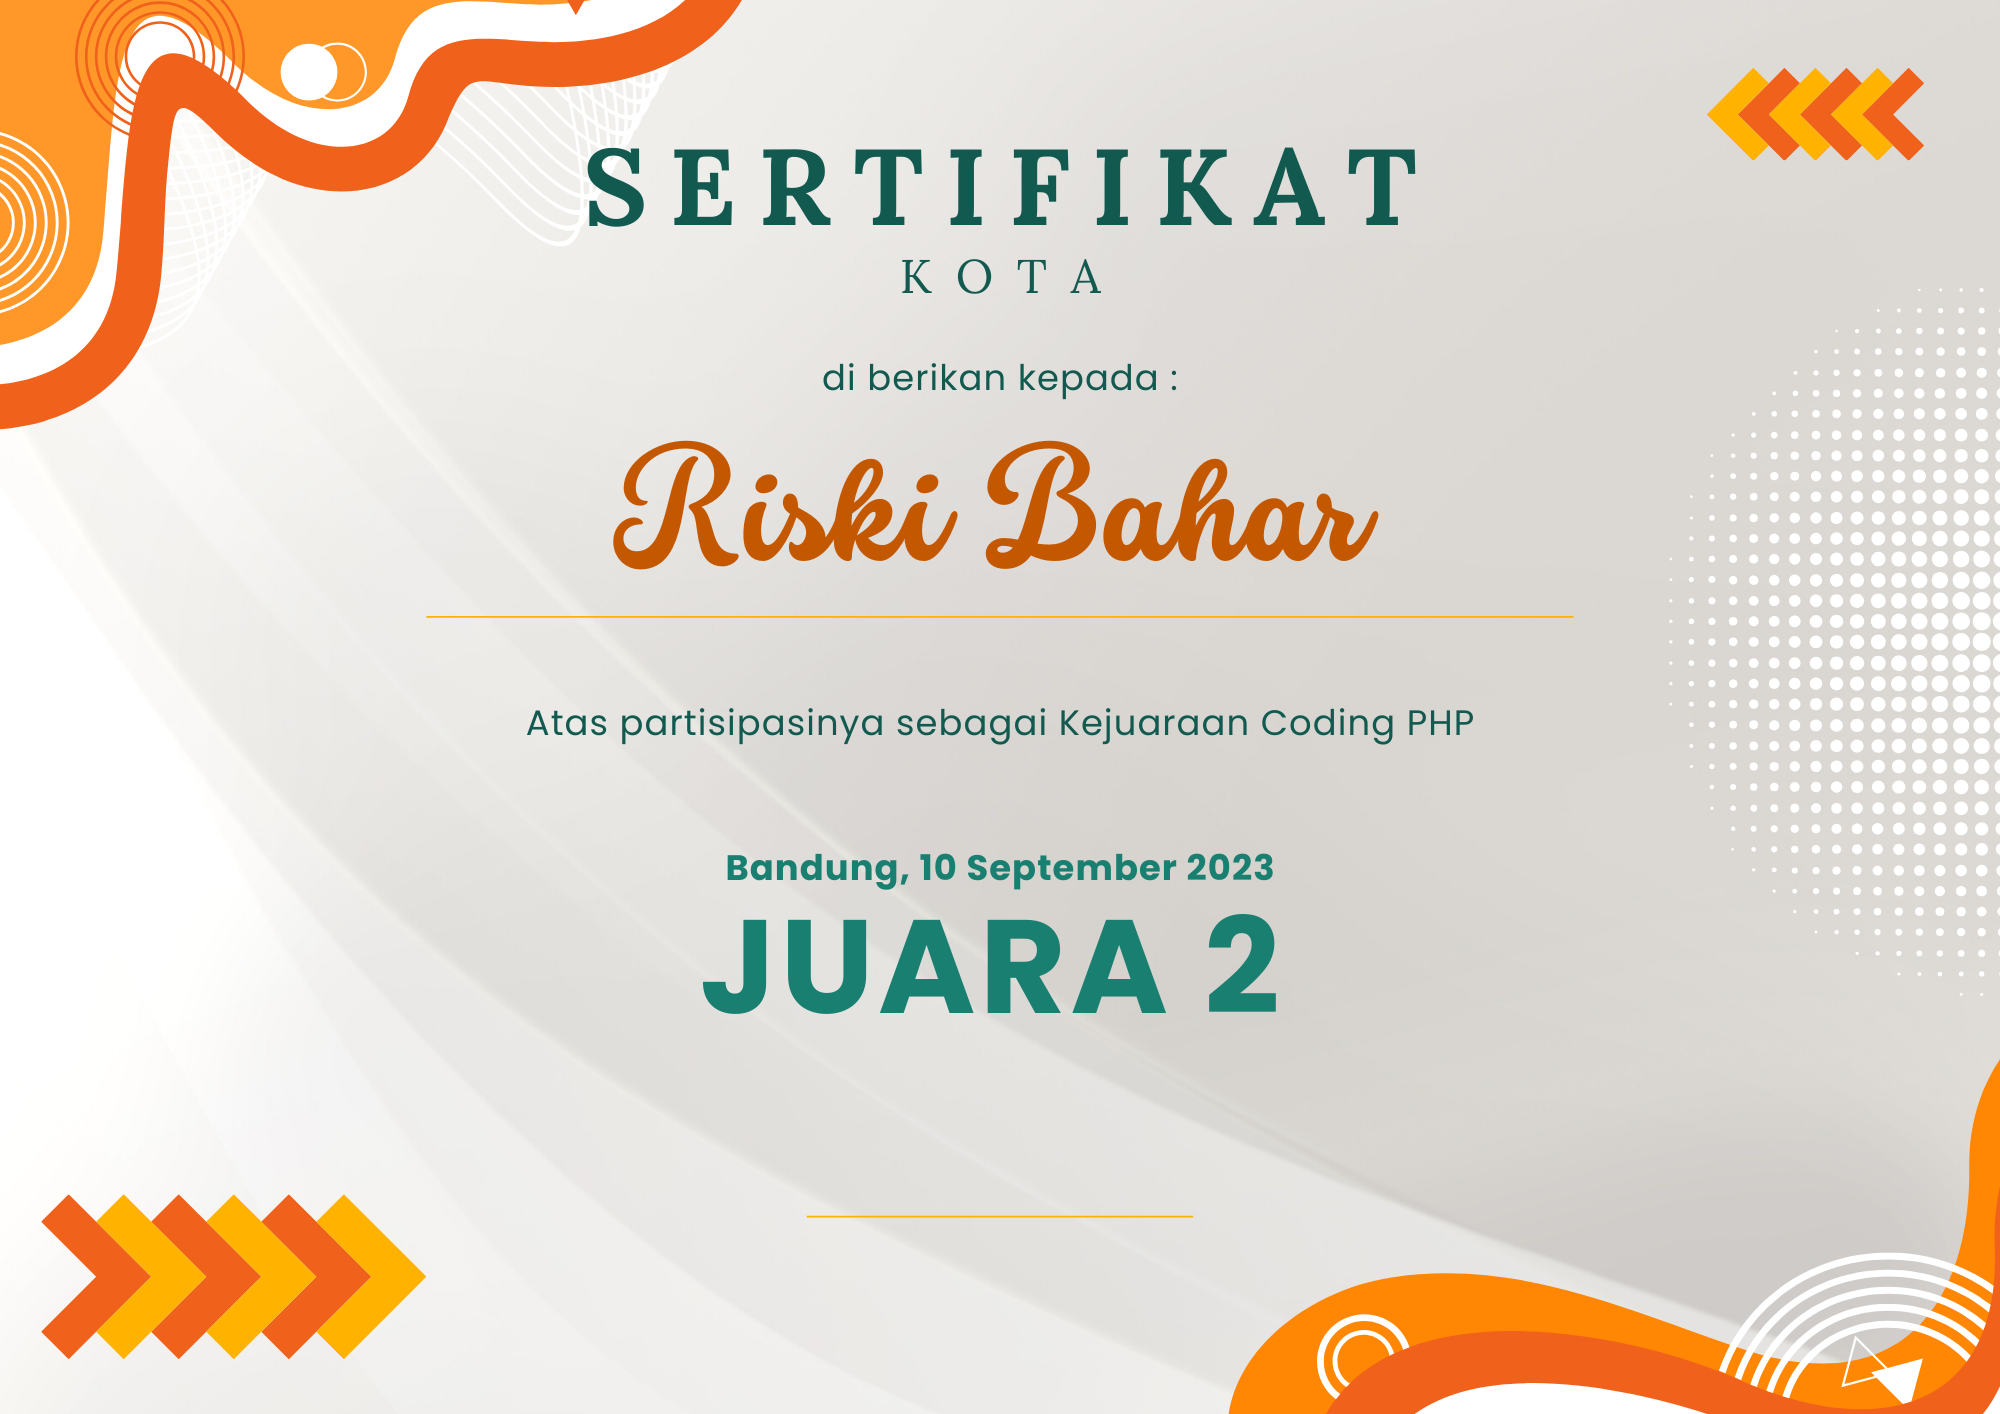 SERTIFIKAT
KOTA
di berikan kepada :
Riski Bahar
Atas partisipasinya sebagai Kejuaraan Coding PHP
Bandung, 10 September 2023
JUARA 2